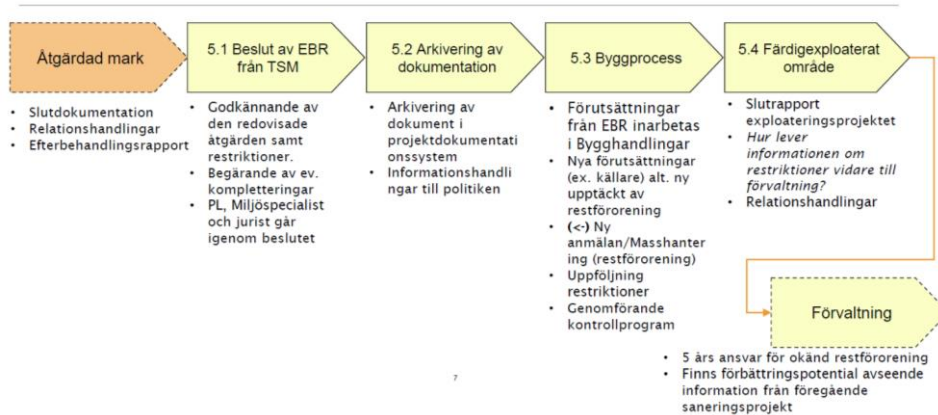 Åtgärdad mark
• Slutdokumentation
• Relationshandlingar
• Efterbehandlingsrapport
5.1 Beslut av EBR
från TSM
• Godkännande av
den redovisade
åtgärden samt
restriktioner.
• Begärande av ev.
kompletteringar
• PL, Miljöspecialist
och jurist går
igenom beslutet
5.2 Arkivering av
dokumentation
• Arkivering av
dokument i
projektdokumentati
onssystem
• Informationshandli
ngar till politiken
5.3 Byggprocess
• Förutsättningar
från EBR inarbetas
i Bygghandlingar
• Nya förutsättningar
(ex. källare) alt. ny
upptäckt av
restförorening
• (<-) Ny
anmälan/Masshanter
ing (restförorening)
• Uppföljning
restriktioner
• Genomförande
kontrollprogram
5.4 Färdigexploaterat
område
• Slutrapport
exploateringsprojektet
• Hur lever
informationen om
restriktioner vidare till
förvaltning?
• Relationshandlingar
Förvaltning
• 5 års ansvar för okänd restförorening
• Finns förbättringspotential avseende
information från föregående
saneringsprojekt
7